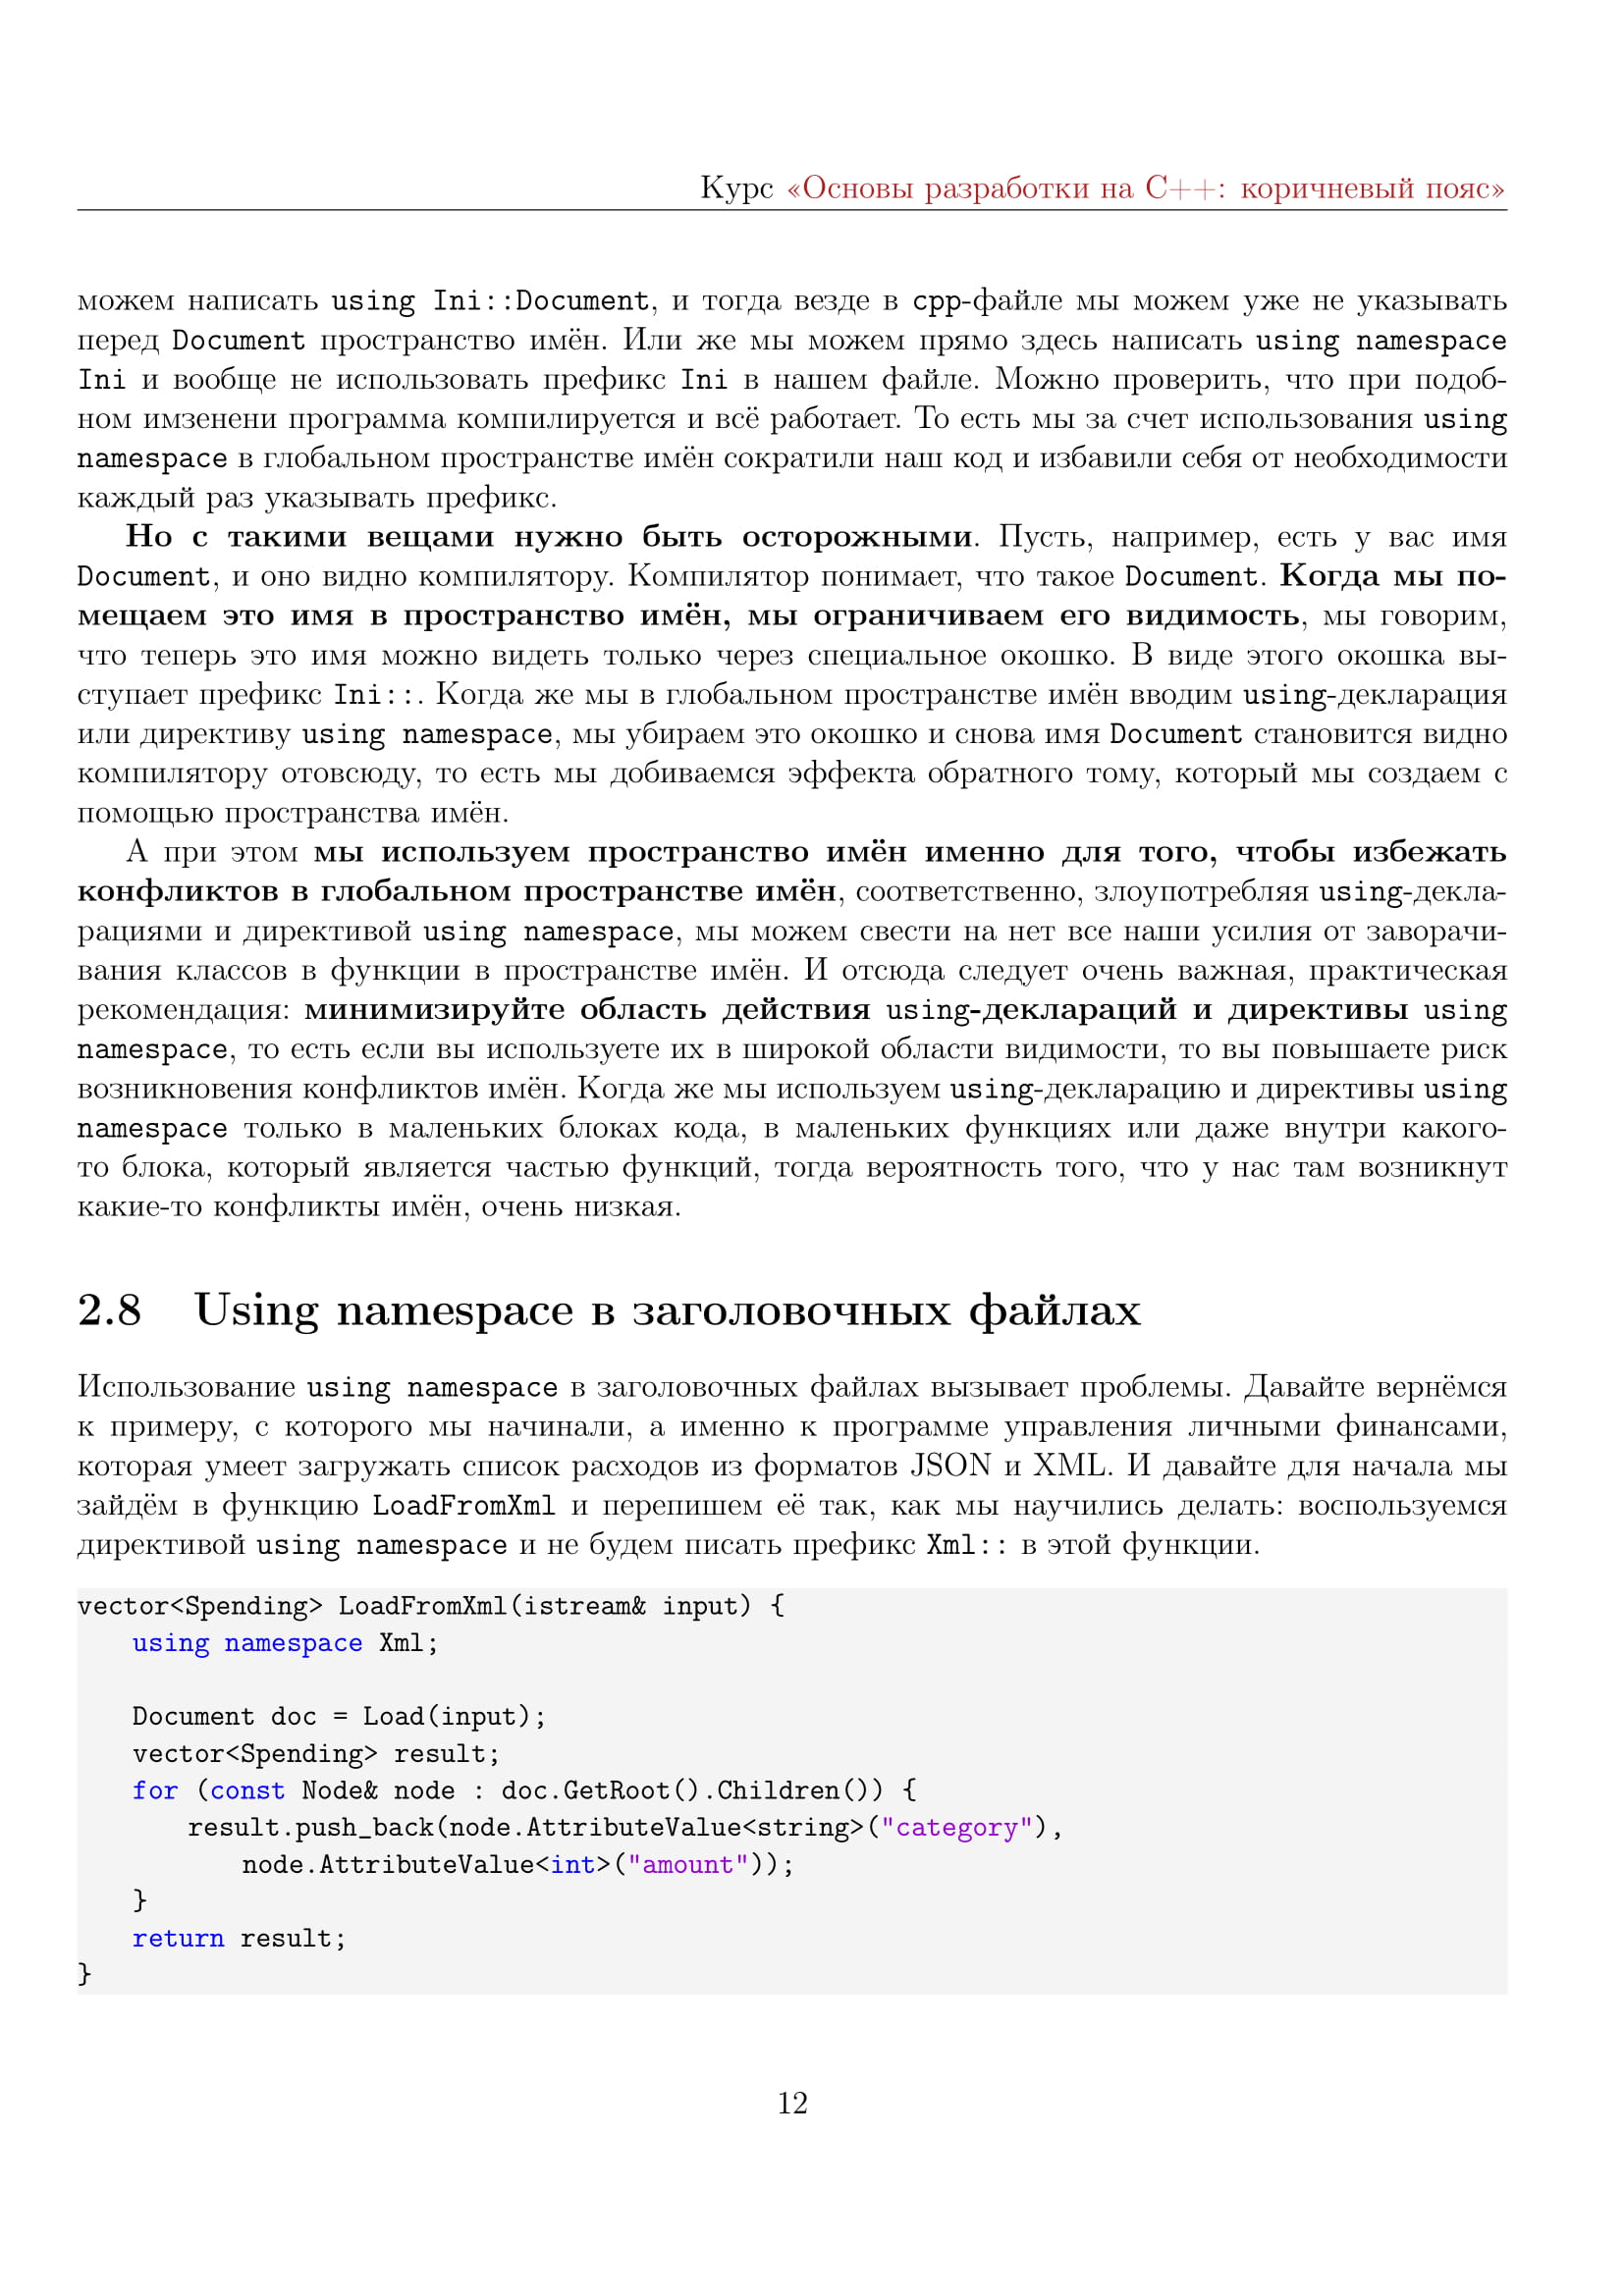 Курс «Основы разработки на C++: коричневый пояс»
можем написать using Ini::Document, и тогда везде в cpp-файле мы можем уже не указывать
перед Document пространство имён. Или же мы можем прямо здесь написать using namespace
Ini и вообще не использовать префикс Ini в нашем файле. Можно проверить, что при подоб-
ном имзенени программа компилируется и всё работает. То есть мы за счет использования using
namespace в глобальном пространстве имён сократили наш код и избавили себя от необходимости
каждый раз указывать префикс.
Но с такими вещами нужно быть осторожными. Пусть, например, есть у вас имя
Document, и оно видно компилятору. Компилятор понимает, что такое Document. Когда мы по-
мещаем это имя в пространство имён, мы ограничиваем его видимость, мы говорим,
что теперь это имя можно видеть только через специальное окошко. В виде этого окошка вы-
ступает префикс Ini::. Когда же мы в глобальном пространстве имён вводим using-декларация
или директиву using namespace, мы убираем это окошко и снова имя Document становится видно
компилятору отовсюду, то есть мы добиваемся эффекта обратного тому, который мы создаем с
помощью пространства имён.
А при этом мы используем пространство имён именно для того, чтобы избежать
конфликтов в глобальном пространстве имён, соответственно, злоупотребляя using-декла-
рациями и директивой using namespace, мы можем свести на нет все наши усилия от заворачи-
вания классов в функции в пространстве имён. И отсюда следует очень важная, практическая
рекомендация: минимизируйте область действия using-деклараций и директивы using
namespace, то есть если вы используете их в широкой области видимости, то вы повышаете риск
возникновения конфликтов имён. Когда же мы используем using-декларацию и директивы using
namespace только в маленьких блоках кода, в маленьких функциях или даже внутри какого-
то блока, который является частью функций, тогда вероятность того, что у нас там возникнут
какие-то конфликты имён, очень низкая.
2.8 Using namespace в заголовочных файлах
Использование using namespace в заголовочных файлах вызывает проблемы. Давайте вернёмся
к примеру, с которого мы начинали, а именно к программе управления личными финансами,
которая умеет загружать список расходов из форматов JSON и XML. И давайте для начала мы
зайдём в функцию LoadFromXml и перепишем её так, как мы научились делать: воспользуемся
директивой using namespace и не будем писать префикс Xml:: в этой функции.
vector<Spending> LoadFromXml(istream& input) {
using namespace Xml;
Document doc = Load(input);
vector<Spending> result;
for (const Node& node : doc.GetRoot().Children()) {
result.push_back(node.AttributeValue<string>("category"),
node.AttributeValue<int>("amount"));
}
return result;
}
12